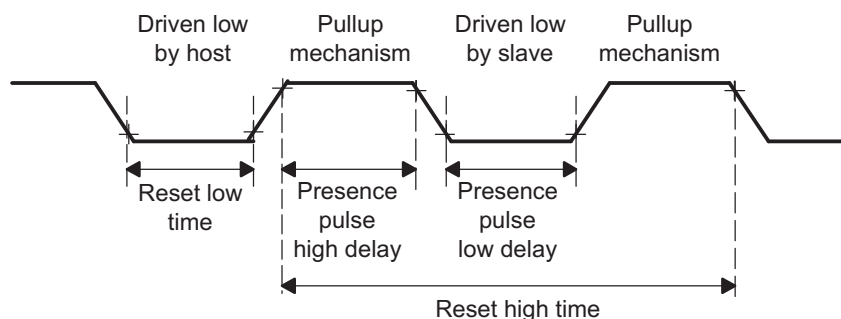 Driven low
by host
Pullup
mechanism
Driven low
by slave
Pullup
mechanism
Reset low
time
Presence
pulse
high delay
Presence
pulse
low delay
Reset high time